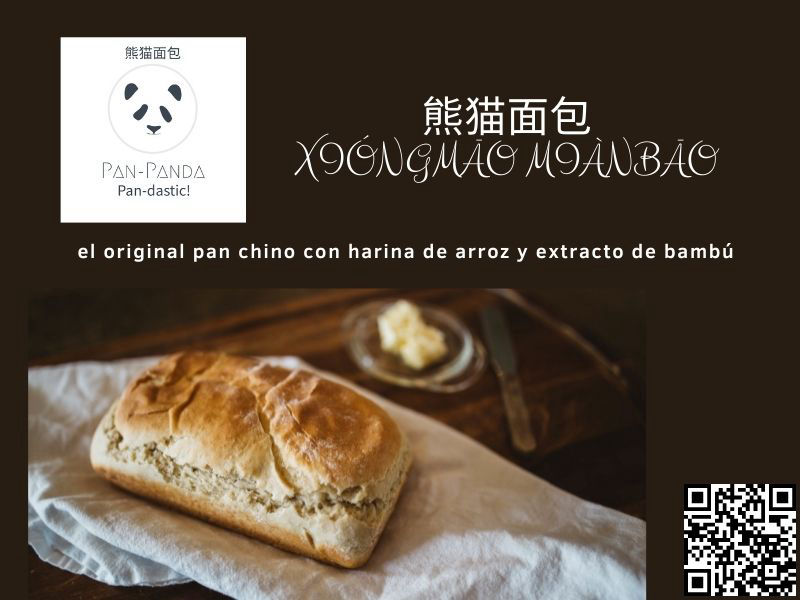 熊猫面包
PAN-PANDA
Pan-dastic!
熊猫面包
XIÓNGMĀO MIÀNBĀO
el original pan chino con harina de arroz y extracto de bambú